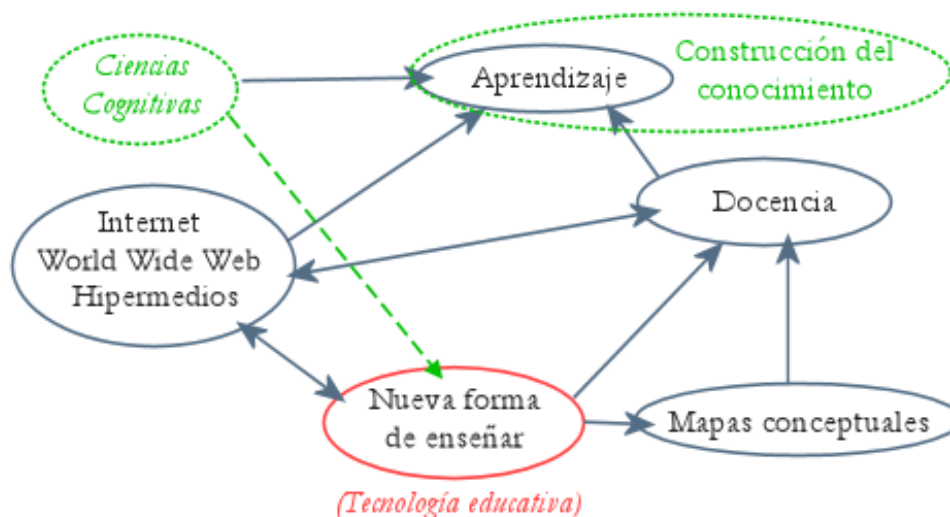 Ciencias
Cognitivas
Aprendizaje
Construcción del
conocimiento
Internet
World Wide Web
Hipermedios
Docencia
Nueva forma
de enseñar
Mapas conceptuales
(Tecnología educativa)